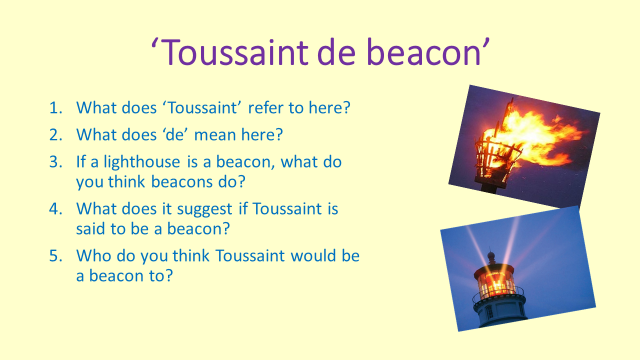 ‘Toussaint de beacon’
1. What does ‘Toussaint’ refer to here?
2. What does ‘de’ mean here?
3. If a lighthouse is a beacon, what do
you think beacons do?
4. What does it suggest if Toussaint is
said to be a beacon?
5. Who do you think Toussaint would be
a beacon to?